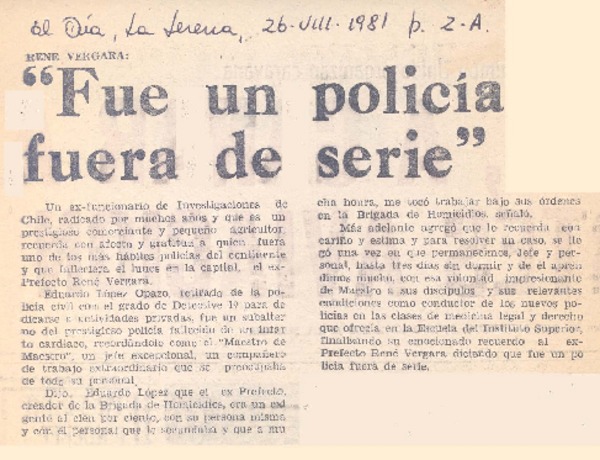 El Día, La Serena, 26-VIII-1981 p. 2-A.
RENE VERGARA:
“Fue un policía
fuera de serie”
Un ex-funcionario de Investigaciones de
Chile, radicado por muchos años y que es un
prestigioso comerciante y pequeño agricultor,
recuerda con afecto y gratitud a quien fuera
uno de los más hábiles policías del continente
y que falleciera el lunes en la capital, el ex-
Prefecto René Vergara.
Eduardo López Opazo, retirado de la po-
licía civil con el grado de Detective 1º para de-
dicarse a actividades privadas, fue un subalter-
no del prestigioso policía fallecido de un infar
to cardíaco, recordándolo como el "Maestro de
Maestro", un jefe excepcional, un compañero
de trabajo extraordinario que se preocupaba
de todo su personal.
Dijo Eduardo López que el ex Prefecto,
creador de la Brigada de Homicidios, era un exi
gente al cien por ciento, con su persona misma
y con el personal que lo secundaba y que a mu
cha honra, me tocó trabajar bajo sus órdenes
en la Brigada de Homicidios, señaló.
Más adelante agregó que lo recuerda con
cariño y estima y para resolver un caso, se llegó
una vez en que permanecimos, Jefe y per-
sonal, hasta tres días sin dormir y de él apren
dimos mucho, con esa voluntad impresionante
de Maestro a sus discípulos y sus relevantes
condiciones como conductor de los nuevos po-
licías en las clases de medicina legal y derecho
que ofrecía en la Escuela del Instituto Superior,
finalizando su emocionado recuerdo al ex-
Prefecto René Vergara diciendo que fue un po
licía fuera de serie.